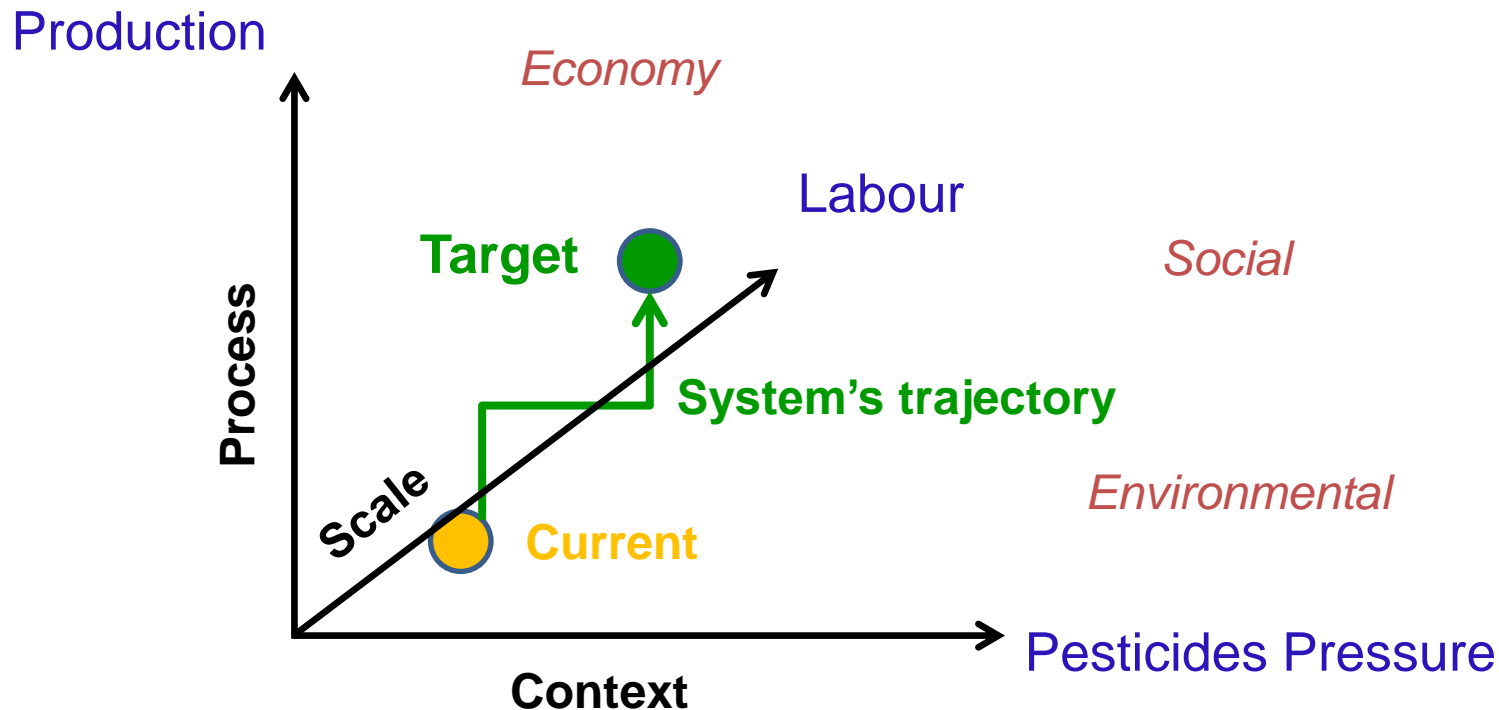 Production
Economy
Labour
Target
Social
Process
System’s trajectory
Scale
Environmental
Current
Pesticides Pressure
Context